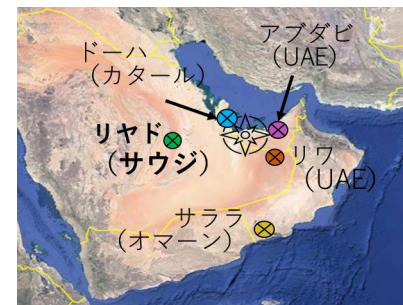 ドーハ
(カタール)
アブダビ
(UAE)
リヤド
(サウジ)
リワ
(UAE)
サララ
(オマーン)